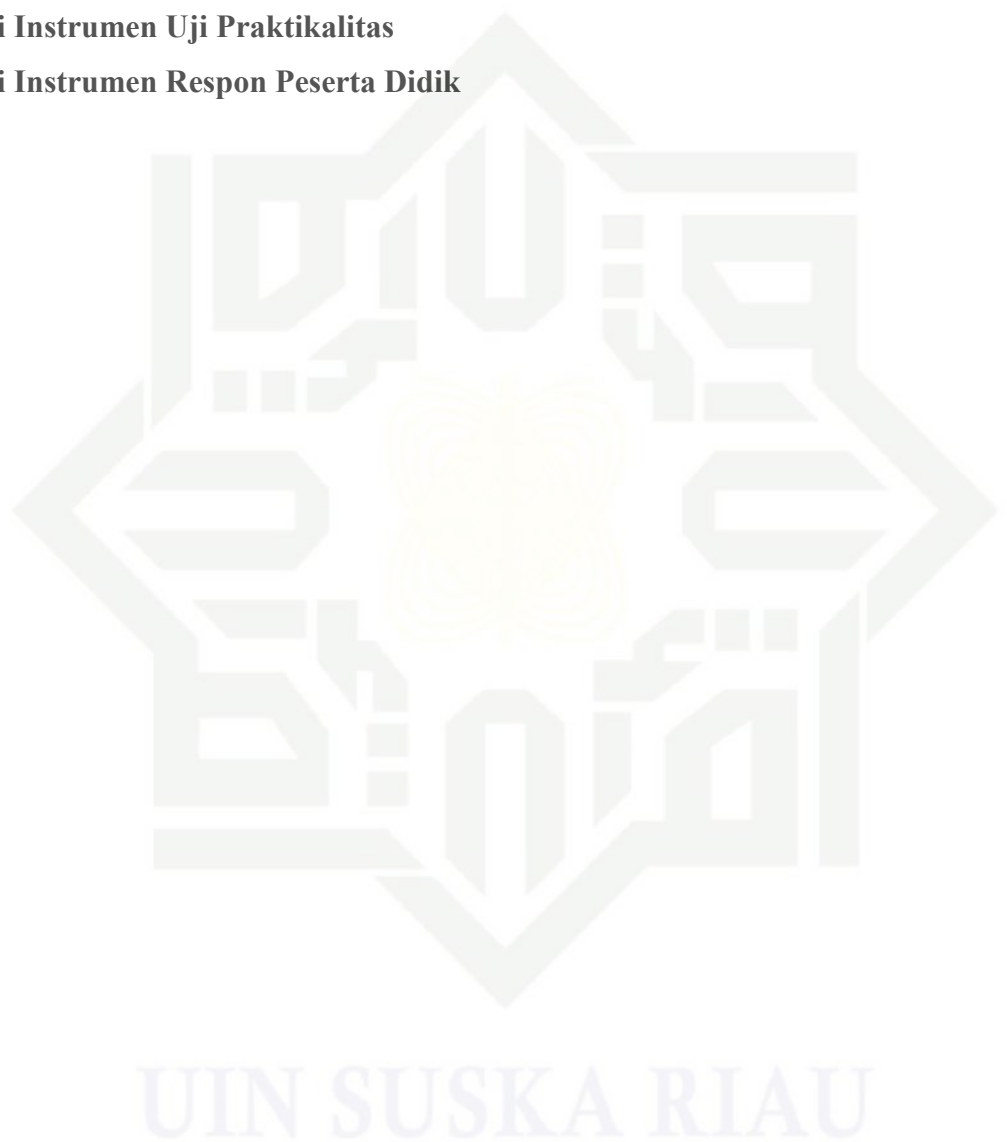 i Instrumen Uji Praktikalitas
i Instrumen Respon Peserta Didik
UIN SUSKA RIAU